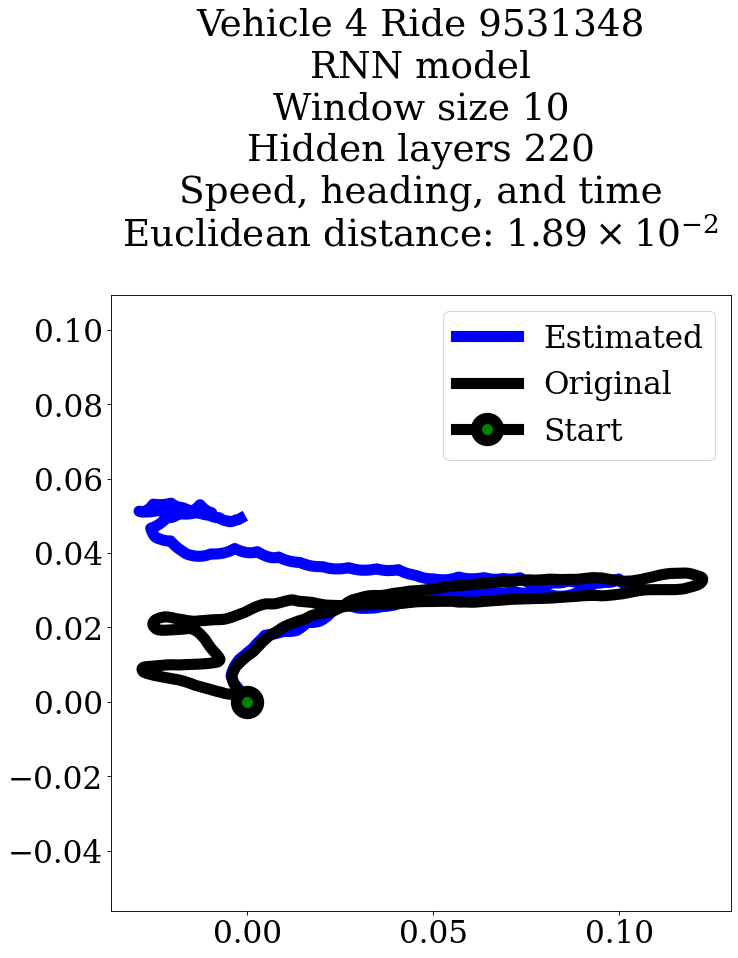 Vehicle 4 Ride 9531348
RNN model
Window size 10
Hidden layers 220
Speed, heading, and time
Euclidean distance: 1.89 × 10⁻²
Estimated
Original
Start
0.10
0.08
0.06
0.04
0.02
0.00
−0.02
−0.04
0.00 0.05 0.10